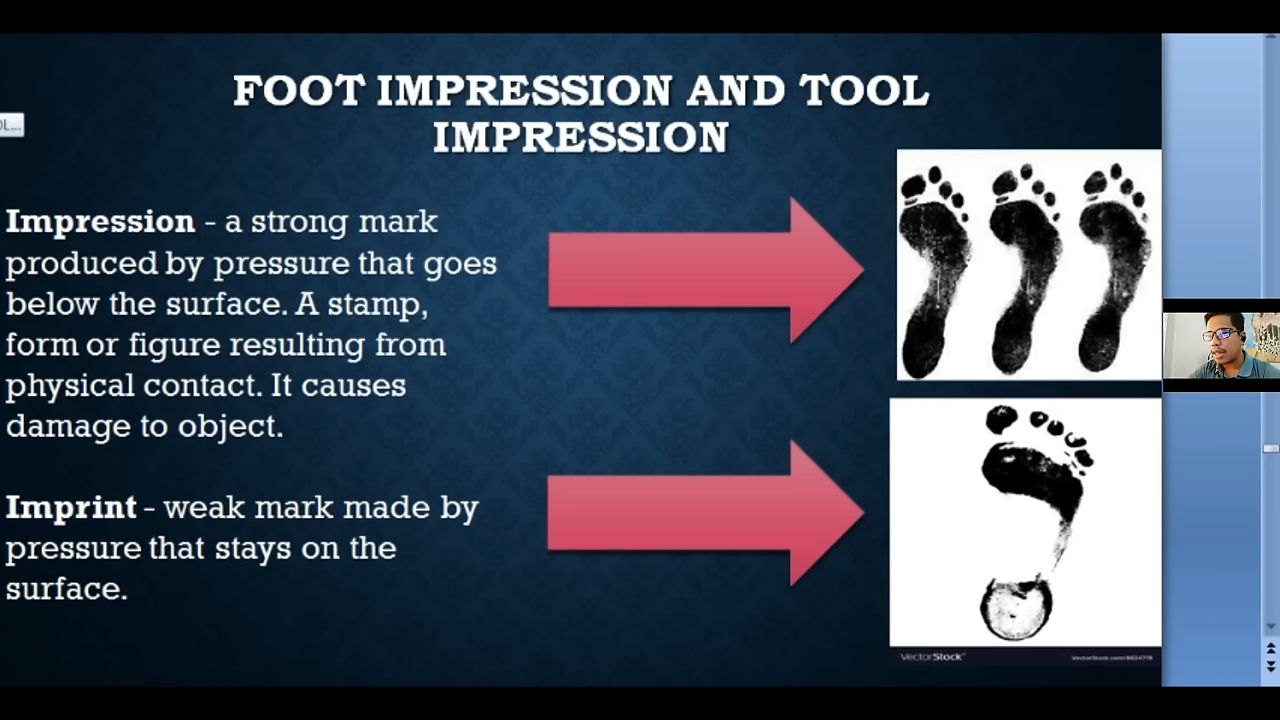 FOOT IMPRESSION AND TOOL
IMPRESSION
OL...
Impression - a strong mark
produced by pressure that goes
below the surface. A stamp,
form or figure resulting from
physical contact. It causes
damage to object.
Imprint - weak mark made by
pressure that stays on the
surface.
VectorStock